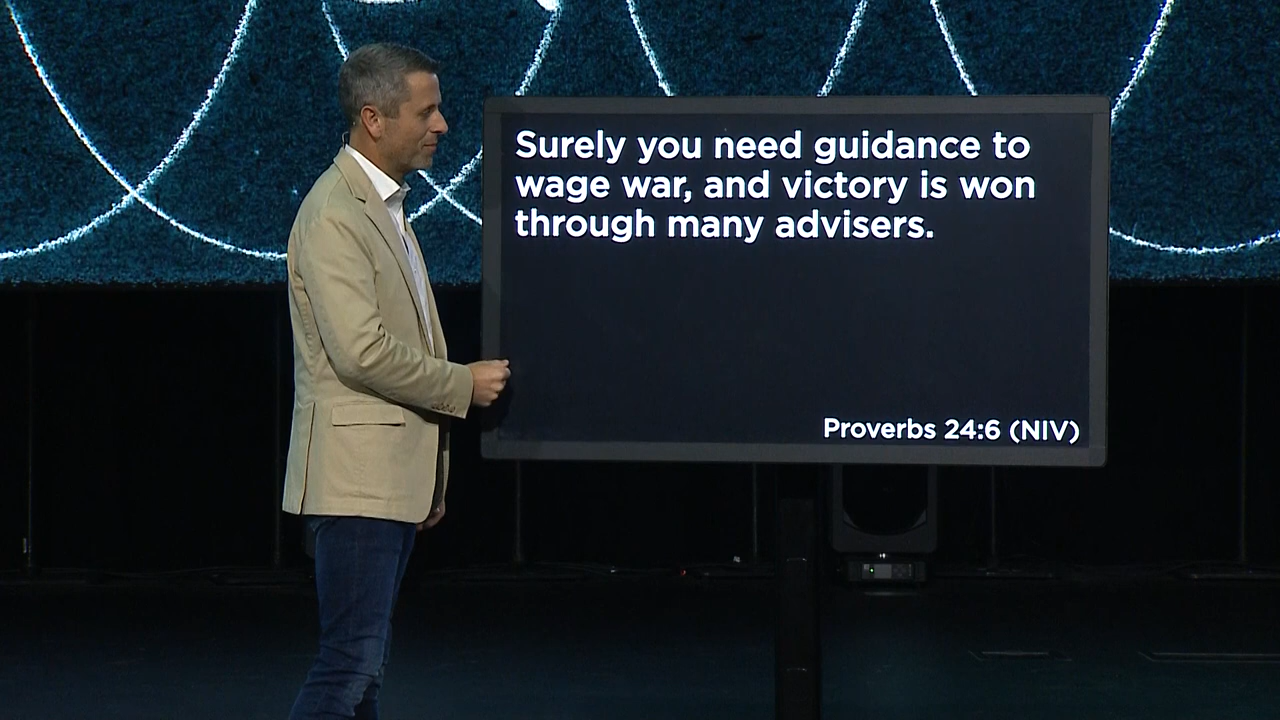 Surely you need guidance to
wage war, and victory is won
through many advisers.
Proverbs 24:6 (NIV)